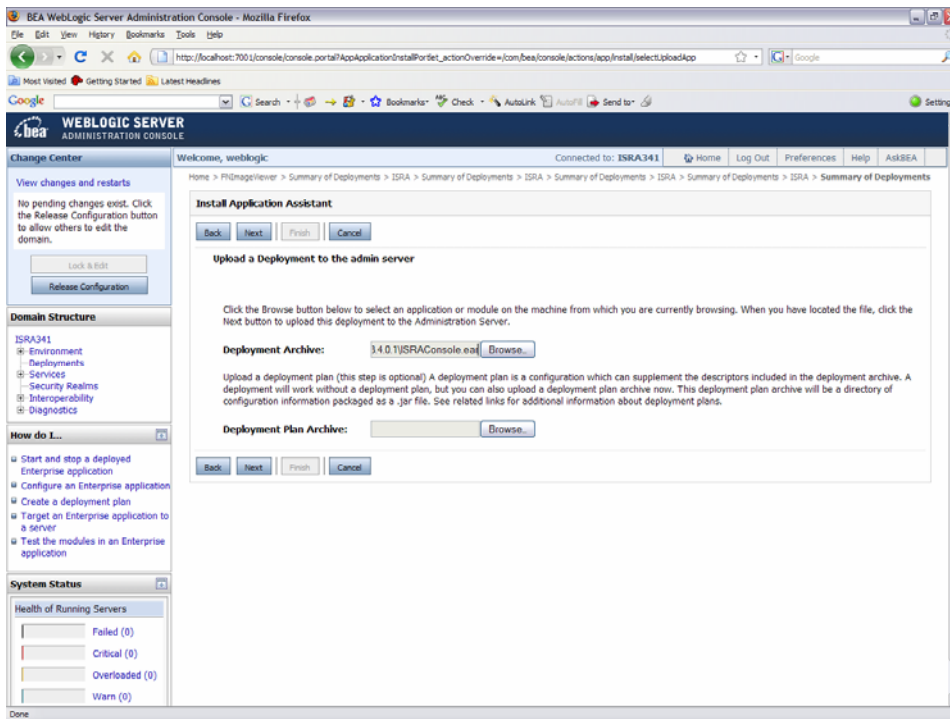 BEA WebLogic Server Administration Console - Mozilla Firefox
File Edit View History Bookmarks Tools Help
http://localhost:7001/console/console.portal?AppApplicationInstallPortlet_actionOverride=/com/bea/console/actions/app/install/selectUploadApp
Google
Most Visited Getting Started Latest Headlines
Google Search Bookmarks Check AutoLink AutoFill Send to Setting
bea WEBLOGIC SERVER
ADMINISTRATION CONSOLE
Change Center
View changes and restarts
No pending changes exist. Click
the Release Configuration button
to allow others to edit the
domain.
Lock & Edit
Release Configuration
Domain Structure
ISRA341
Environment
Deployments
Services
Security Realms
Interoperability
Diagnostics
How do I...
Start and stop a deployed
Enterprise application
Configure an Enterprise application
Create a deployment plan
Target an Enterprise application to
a server
Test the modules in an Enterprise
application
System Status
Health of Running Servers
Failed (0)
Critical (0)
Overloaded (0)
Warn (0)
Welcome, weblogic Connected to: ISRA341 Home Log Out Preferences Help AskBEA
Home > FNImageViewer > Summary of Deployments > ISRA > Summary of Deployments > ISRA > Summary of Deployments > ISRA > Summary of Deployments > ISRA > Summary of Deployments
Install Application Assistant
Back Next Finish Cancel
Upload a Deployment to the admin server
Click the Browse button below to select an application or module on the machine from which you are currently browsing. When you have located the file, click the
Next button to upload this deployment to the Administration Server.
Deployment Archive: 3.4.0.1\ISRAConsole.ear Browse..
Upload a deployment plan (this step is optional) A deployment plan is a configuration which can supplement the descriptors included in the deployment archive. A
deployment will work without a deployment plan, but you can also upload a deployment plan archive now. This deployment plan archive will be a directory of
configuration information packaged as a .jar file. See related links for additional information about deployment plans.
Deployment Plan Archive: Browse..
Back Next Finish Cancel
Done